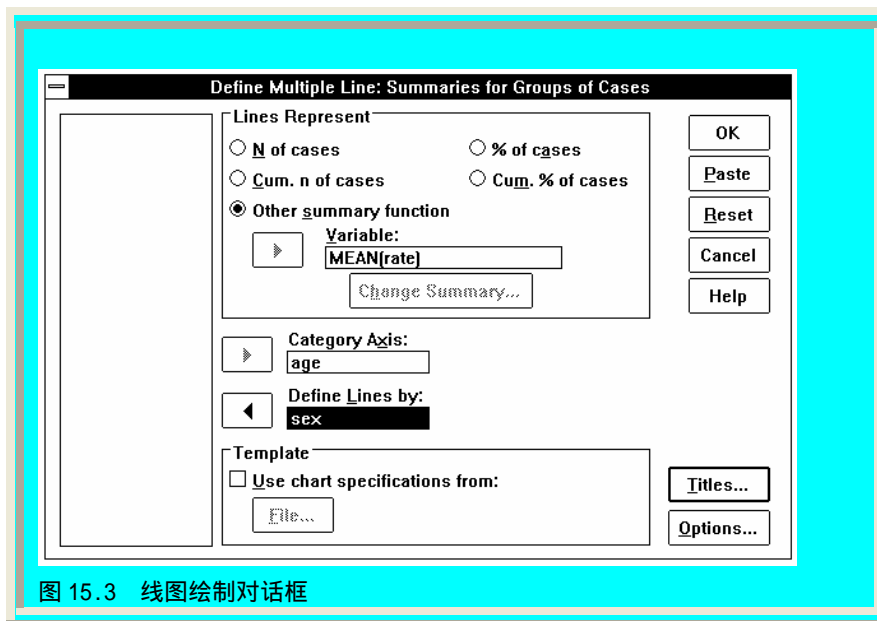 Define Multiple Line: Summaries for Groups of Cases
Lines Represent
N of cases
% of cases
Cum. n of cases
Cum. % of cases
Other summary function
Variable:
MEAN(rate)
Change Summary...
Category Axis:
age
Define Lines by:
sex
Template
Use chart specifications from:
File...
OK
Paste
Reset
Cancel
Help
Titles...
Options...
图 15.3 线图绘制对话框